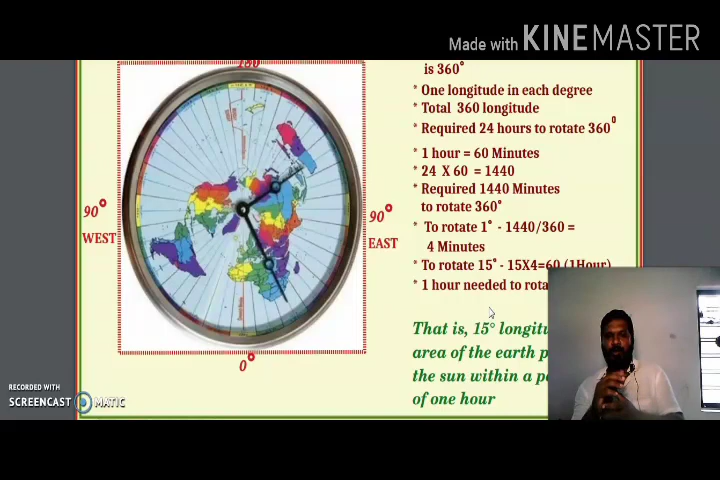 Made with KINEMASTER
180°
is 360°
* One longitude in each degree
* Total 360 longitude
* Required 24 hours to rotate 360⁰
* 1 hour = 60 Minutes
* 24 X 60 = 1440
* Required 1440 Minutes
to rotate 360°
* To rotate 1° - 1440/360 =
4 Minutes
* To rotate 15° - 15X4=60 (1Hour)
* 1 hour needed to rota
90°
WEST
90°
EAST
0°
That is, 15° longitu
area of the earth p
the sun within a pe
of one hour
RECORDED WITH
SCREENCAST MATIC